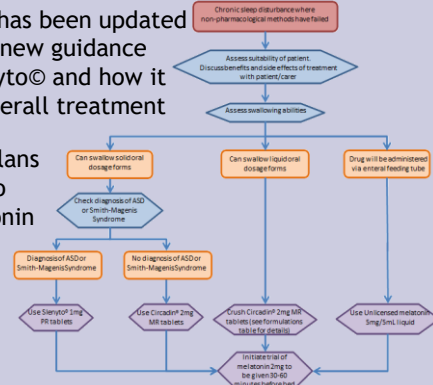 has been updated
new guidance
yto© and how it
erall treatment
lans
o
onin
Chronic sleep disturbance where
non-pharmacological methods have failed
Assess suitability of patient.
Discuss benefits and side effects of treatment
with patient/carer
Assess swallowing abilities
Can swallow solid oral
dosage forms
Can swallow liquid oral
dosage forms
Drug will be administered
via enteral feeding tube
Check diagnosis of ASD
or Smith-Magenis
Syndrome
Diagnosis of ASD or
Smith-Magenis Syndrome
No diagnosis of ASD or
Smith-Magenis Syndrome
Use Slenyto® 1mg
PR tablets
Use Circadin® 2mg
MR tablets
Crush Circadin® 2mg MR
tablets (see formulations
table for details)
Use Unlicensed melatonin
5mg/5mL liquid
Initiate trial of
melatonin 2mg to
be given 30-60
minutes before bed